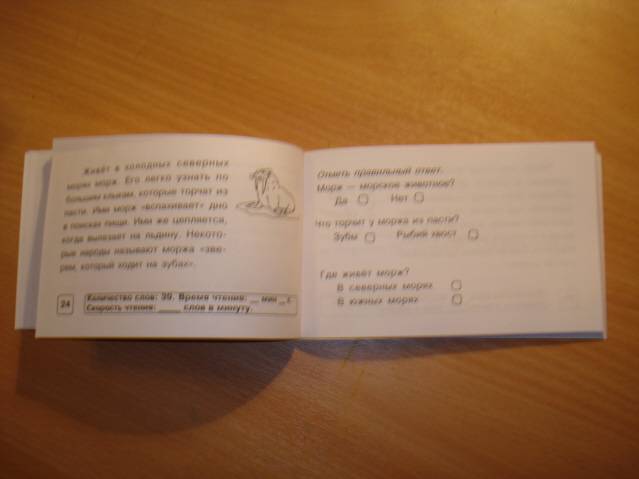 Живёт в холодных северных
морях морж. Его легко узнать по
большим клыкам, которые торчат из
пасти. Ими морж «вспахивает» дно
в поисках пищи. Ими же цепляется,
когда вылезает на льдину. Некото-
рые народы называют моржа «зве-
рем, который ходит на зубах».
24
Количество слов: 39. Время чтения: __ мин __ с.
Скорость чтения: ____ слов в минуту.
Отметь правильный ответ.
Морж — морское животное?
Да Нет
Что торчит у моржа из пасти?
Зубы Рыбий хвост
Где живёт морж?
В северных морях
В южных морях